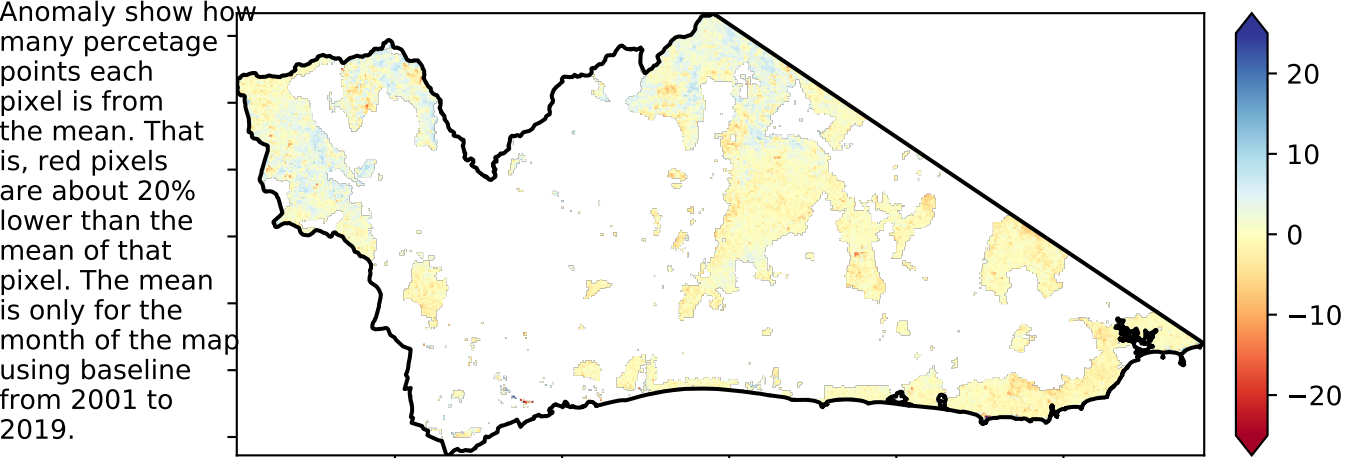 Anomaly show how
many percetage
points each
pixel is from
the mean. That
is, red pixels
are about 20%
lower than the
mean of that
pixel. The mean
is only for the
month of the map
using baseline
from 2001 to
2019.
20
10
0
−10
−20